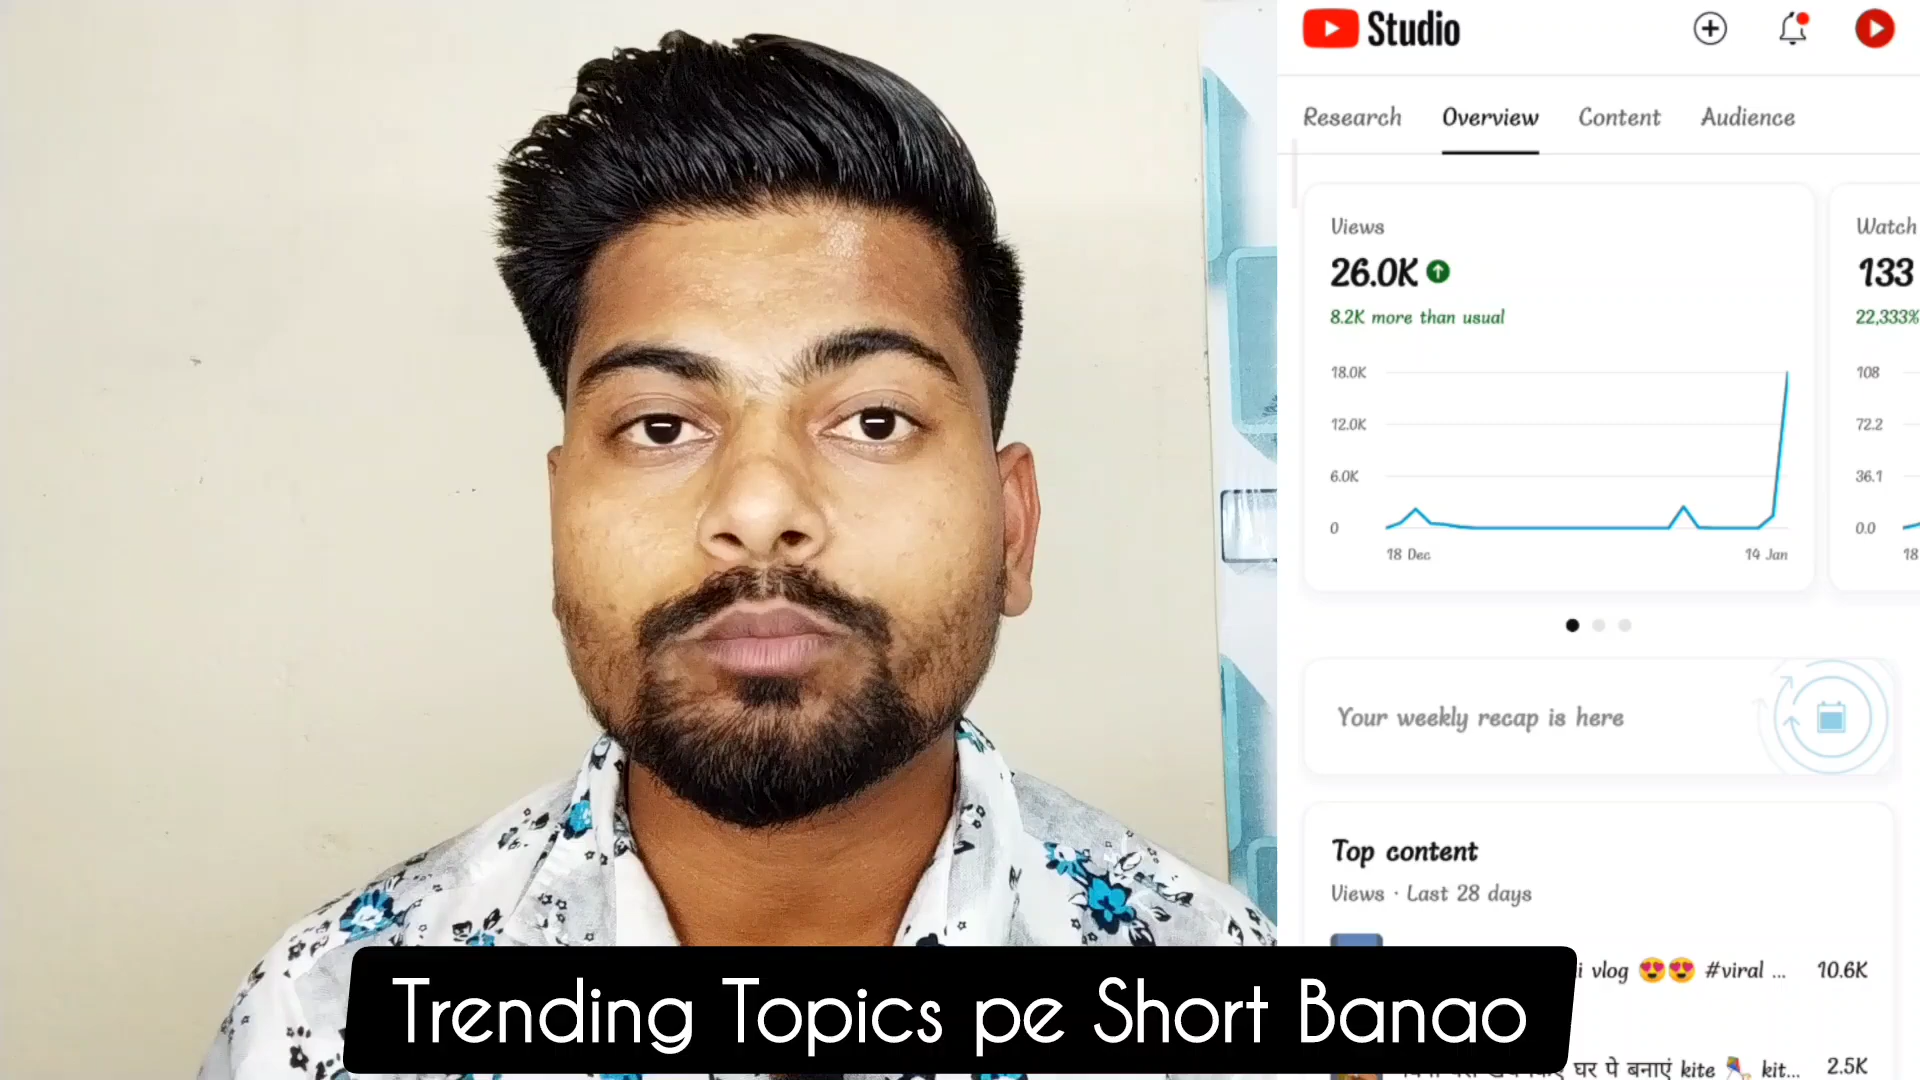 Studio
Research Overview Content Audience
Views
26.0K
8.2K more than usual
18.0K
12.0K
6.0K
0
18 Dec 14 Jan
Watch
133
22,333%
108
72.2
36.1
0.0
18
Your weekly recap is here
Top content
Views · Last 28 days
i vlog 😍😍 #viral ... 10.6K
घर पे बनाएं kite 🪁 kit... 2.5K
Trending Topics pe Short Banao